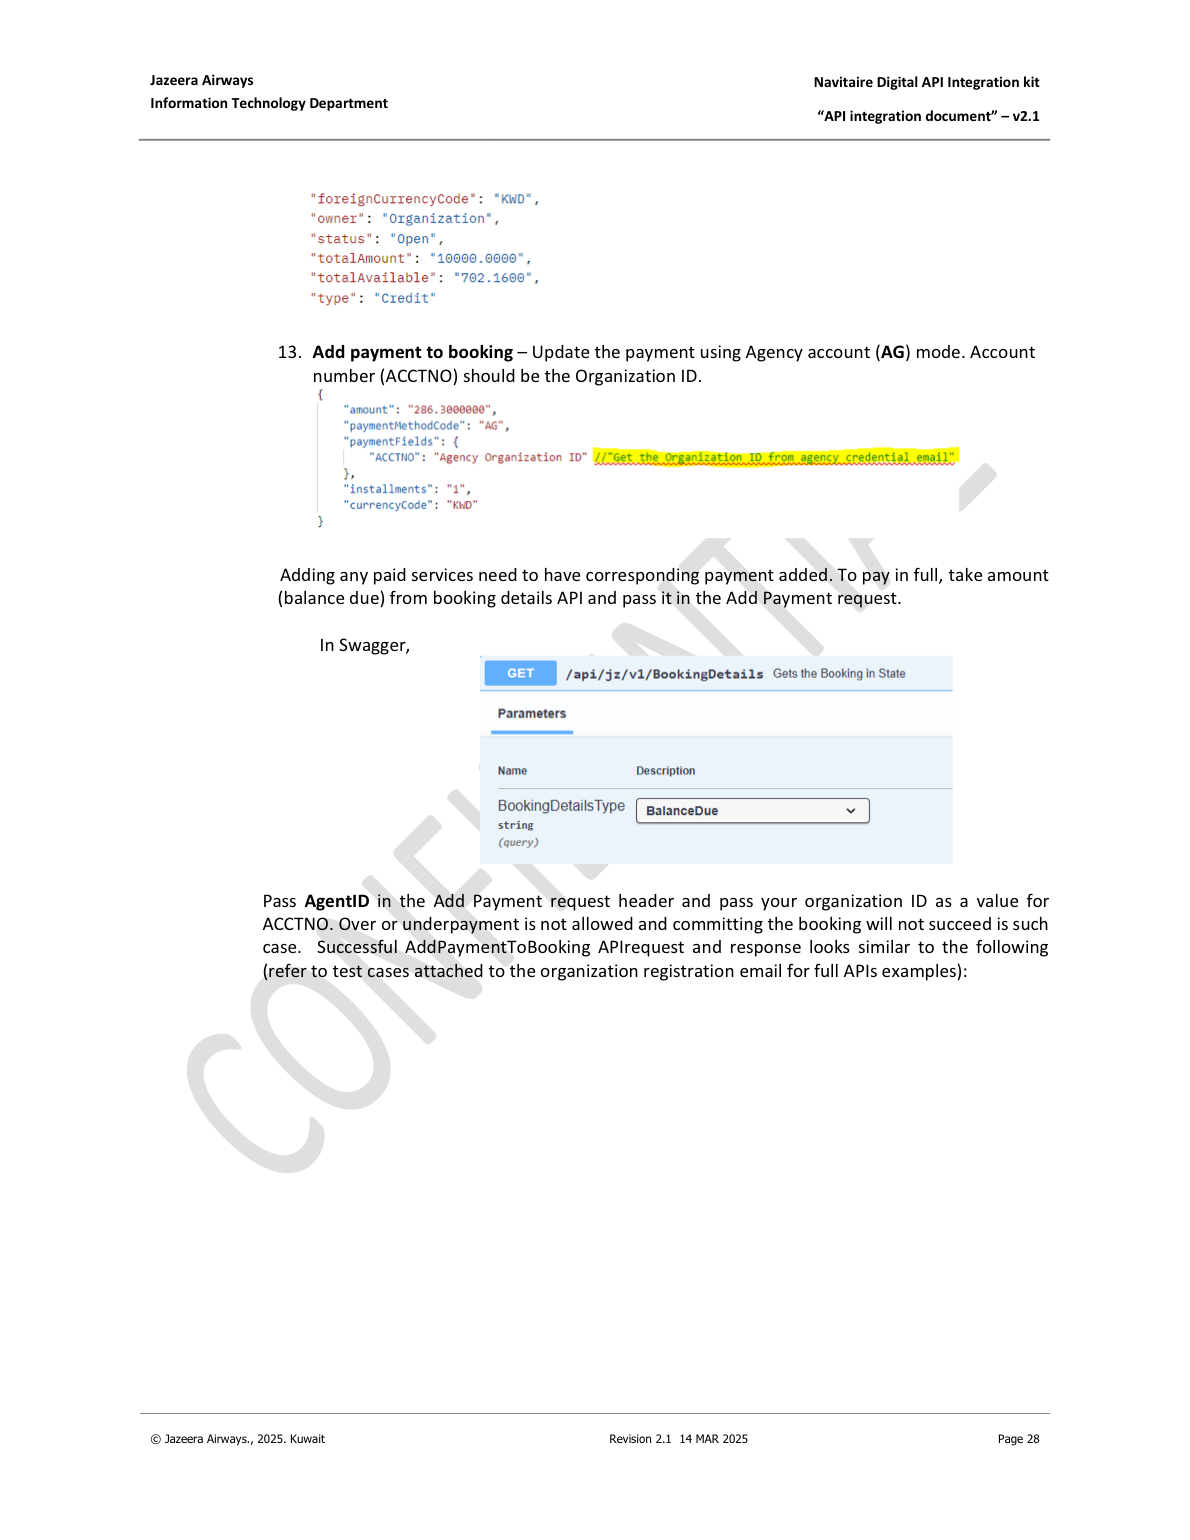 Jazeera Airways
Information Technology Department
Navitaire Digital API Integration kit
“API integration document” – v2.1
"foreignCurrencyCode": "KWD",
"owner": "Organization",
"status": "Open",
"totalAmount": "10000.0000",
"totalAvailable": "702.1600",
"type": "Credit"
13. Add payment to booking – Update the payment using Agency account (AG) mode. Account
number (ACCTNO) should be the Organization ID.
{
"amount": "286.3000000",
"paymentMethodCode": "AG",
"paymentFields": {
"ACCTNO": "Agency Organization ID" //"Get the Organization ID from agency credential email"
},
"installments": "1",
"currencyCode": "KWD"
}
Adding any paid services need to have corresponding payment added. To pay in full, take amount
(balance due) from booking details API and pass it in the Add Payment request.
In Swagger,
GET /api/jz/v1/BookingDetails Gets the Booking in State
Parameters
Name Description
BookingDetailsType BalanceDue
string
(query)
Pass AgentID in the Add Payment request header and pass your organization ID as a value for
ACCTNO. Over or underpayment is not allowed and committing the booking will not succeed is such
case. Successful AddPaymentToBooking APIrequest and response looks similar to the following
(refer to test cases attached to the organization registration email for full APIs examples):
© Jazeera Airways., 2025. Kuwait
Revision 2.1 14 MAR 2025
Page 28